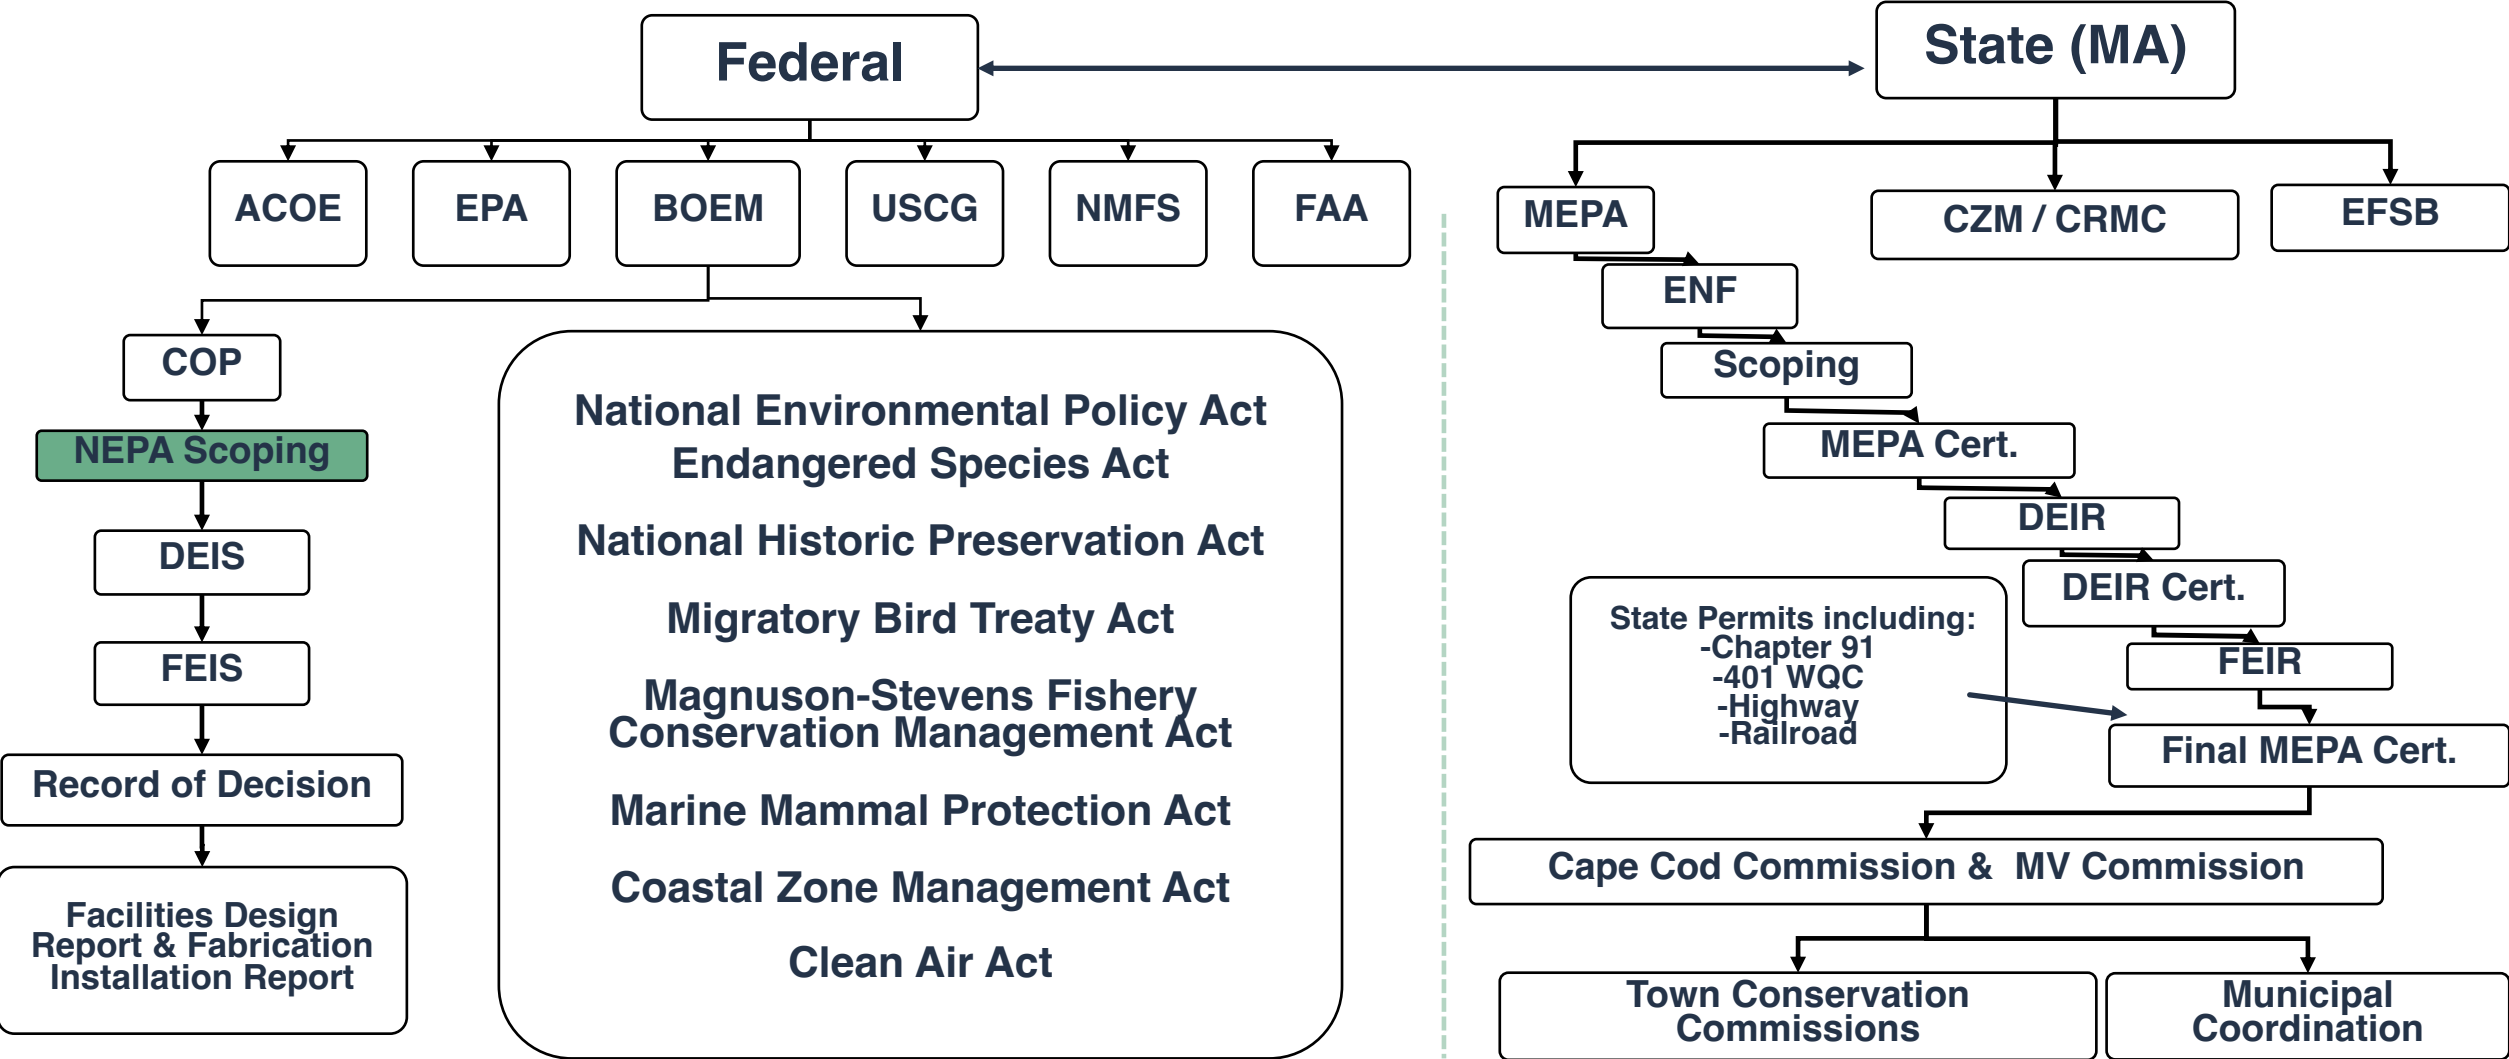 Federal
State (MA)
ACOE
EPA
BOEM
USCG
NMFS
FAA
MEPA
CZM / CRMC
EFSB
COP
NEPA Scoping
DEIS
FEIS
Record of Decision
Facilities Design
Report & Fabrication
Installation Report
National Environmental Policy Act
Endangered Species Act
National Historic Preservation Act
Migratory Bird Treaty Act
Magnuson-Stevens Fishery
Conservation Management Act
Marine Mammal Protection Act
Coastal Zone Management Act
Clean Air Act
ENF
Scoping
MEPA Cert.
DEIR
DEIR Cert.
FEIR
State Permits including:
-Chapter 91
-401 WQC
-Highway
-Railroad
Final MEPA Cert.
Cape Cod Commission & MV Commission
Town Conservation
Commissions
Municipal
Coordination